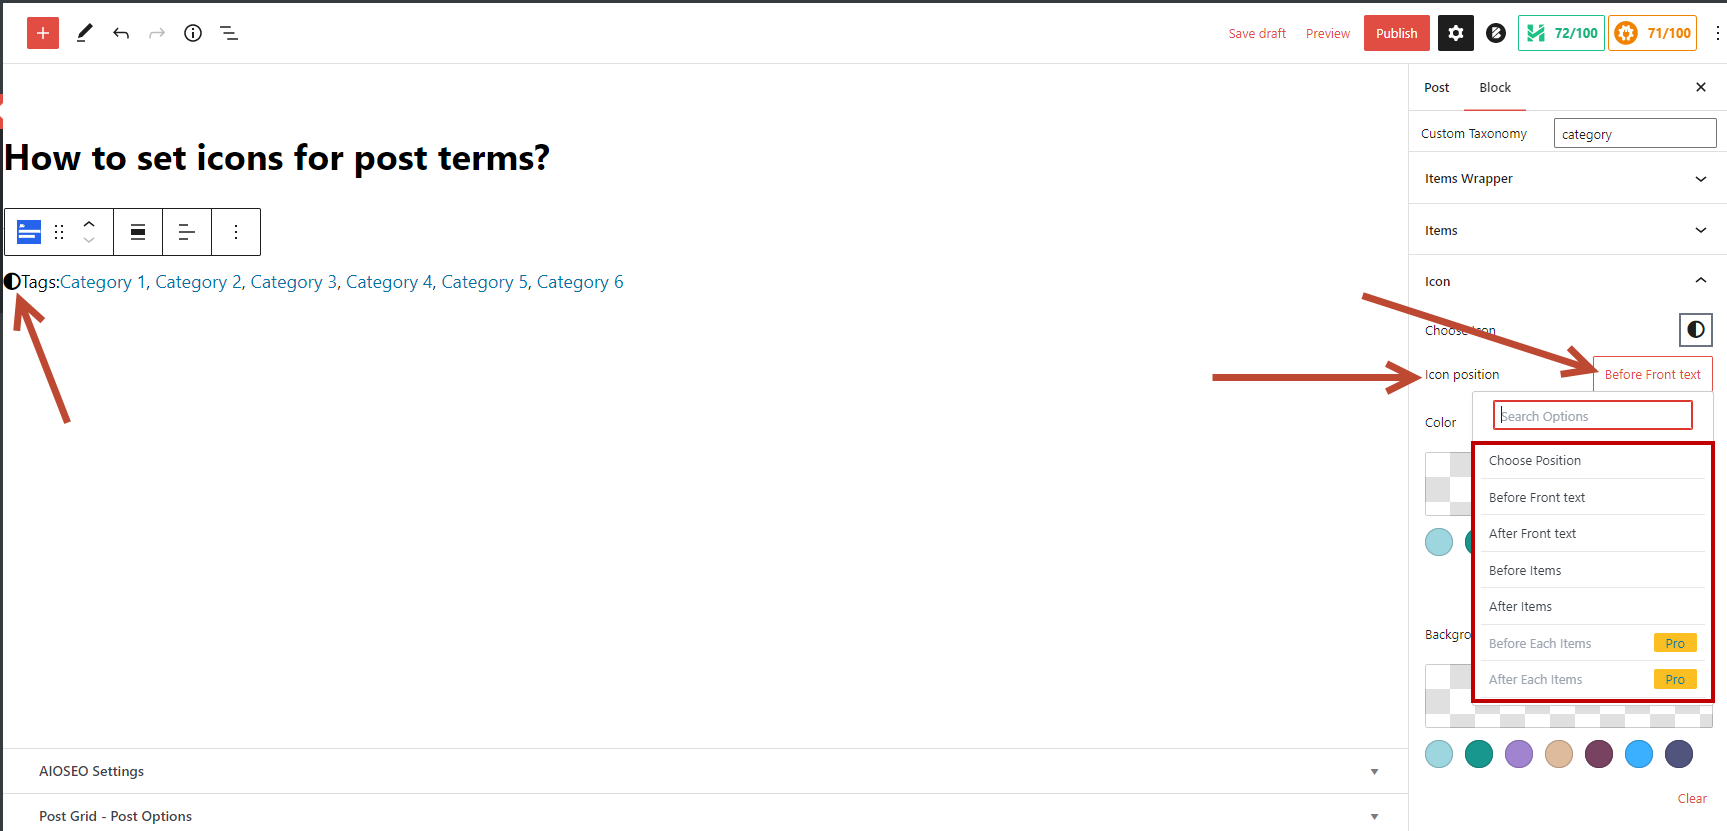 Save draft
Preview
Publish
72/100
71/100
Post
Block
Custom Taxonomy
category
How to set icons for post terms?
Items Wrapper
Items
Tags:Category 1, Category 2, Category 3, Category 4, Category 5, Category 6
Icon
Choose Icon
Icon position
Before Front text
Color
Search Options
Choose Position
Before Front text
After Front text
Before Items
After Items
Backgro
Before Each Items
Pro
After Each Items
Pro
AIOSEO Settings
Clear
Post Grid - Post Options